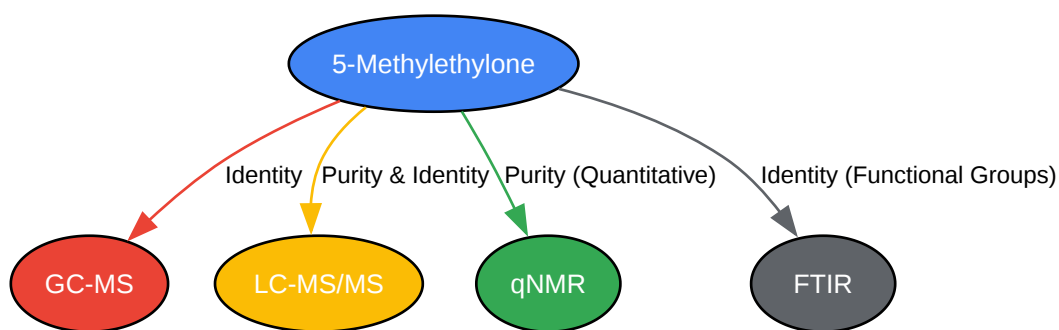 5-Methylethylone
Identity
Purity & Identity
Purity (Quantitative)
Identity (Functional Groups)
GC-MS
LC-MS/MS
qNMR
FTIR